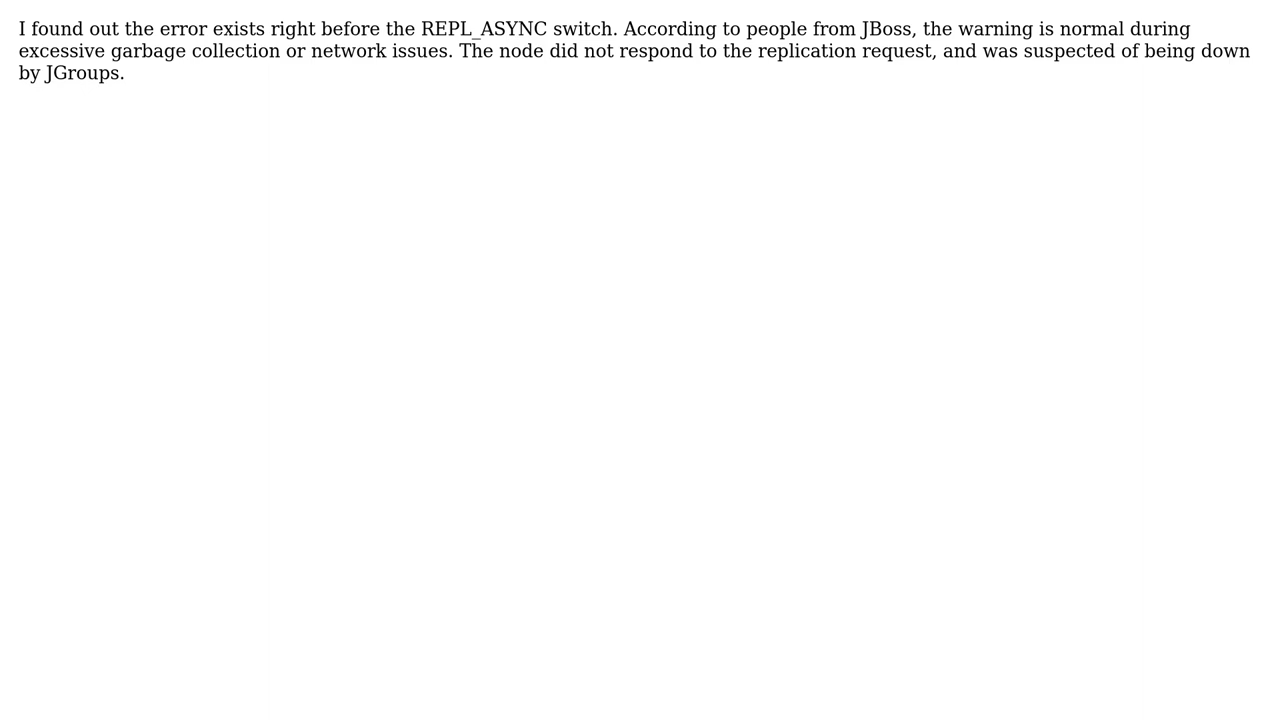 I found out the error exists right before the REPL_ASYNC switch. According to people from JBoss, the warning is normal during
excessive garbage collection or network issues. The node did not respond to the replication request, and was suspected of being down
by JGroups.